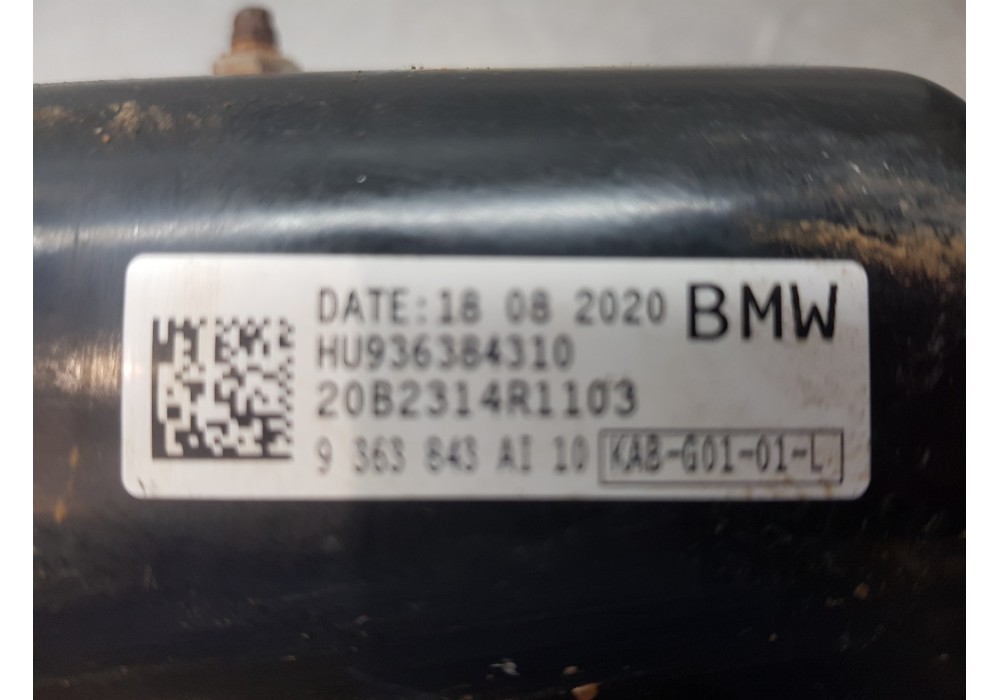 DATE:18 08 2020 BMW
HU936384310
20B2314R1103
9 363 843 AI 10 KAB-G01-01-L